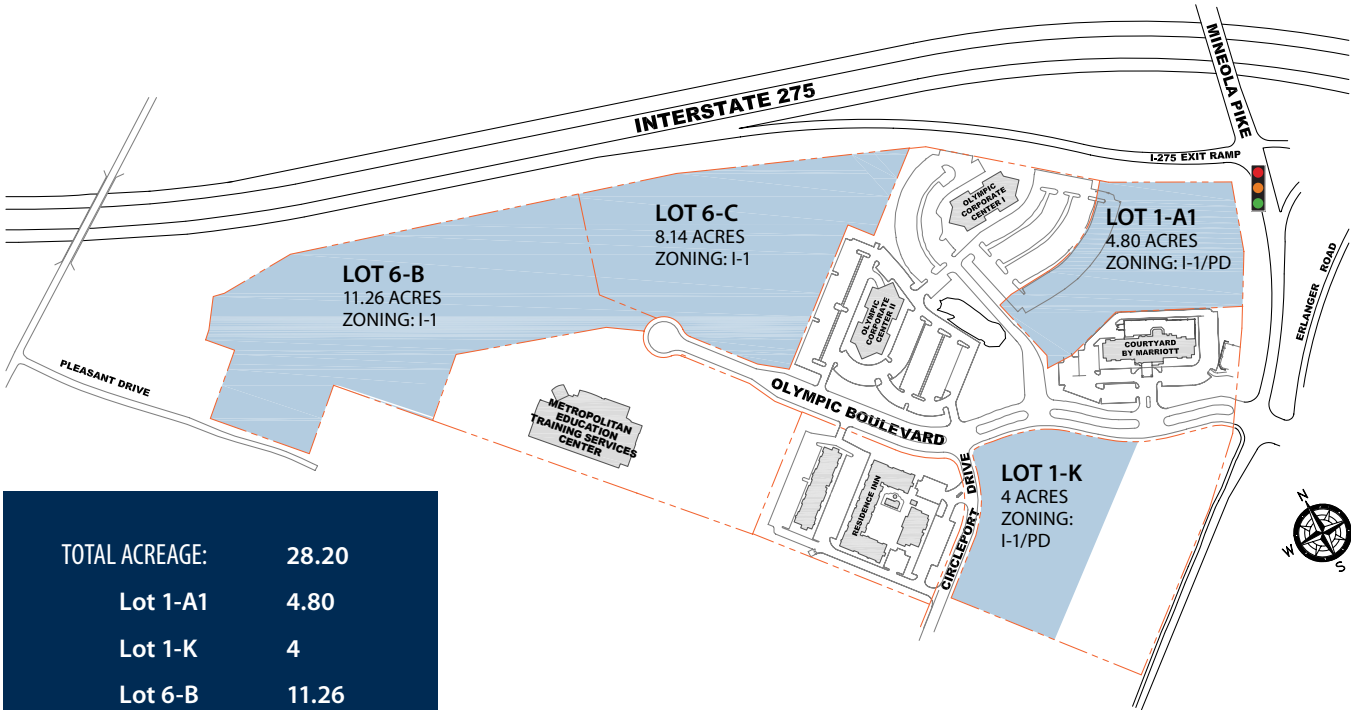 MINEOLA PIKE
INTERSTATE 275
I-275 EXIT RAMP
OLYMPIC
CORPORATE
CENTER I
LOT 1-A1
4.80 ACRES
ZONING: I-1/PD
LOT 6-C
8.14 ACRES
ZONING: I-1
LOT 6-B
11.26 ACRES
ZONING: I-1
ERLANGER ROAD
OLYMPIC
CORPORATE
CENTER II
COURTYARD
BY MARRIOTT
PLEASANT DRIVE
OLYMPIC BOULEVARD
METROPOLITAN
EDUCATION
TRAINING SERVICES
CENTER
LOT 1-K
4 ACRES
ZONING:
I-1/PD
RESIDENCE INN
CIRCLEPORT DRIVE
N
W
S
TOTAL ACREAGE: 28.20
Lot 1-A1 4.80
Lot 1-K 4
Lot 6-B 11.26